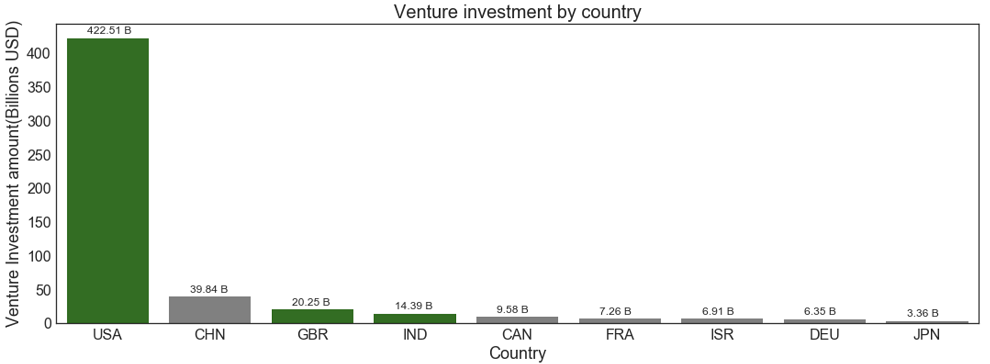 Venture investment by country
Venture Investment amount(Billions USD)
400
350
300
250
200
150
100
50
0
422.51 B
39.84 B
20.25 B
14.39 B
9.58 B
7.26 B
6.91 B
6.35 B
3.36 B
USA
CHN
GBR
IND
CAN
FRA
ISR
DEU
JPN
Country